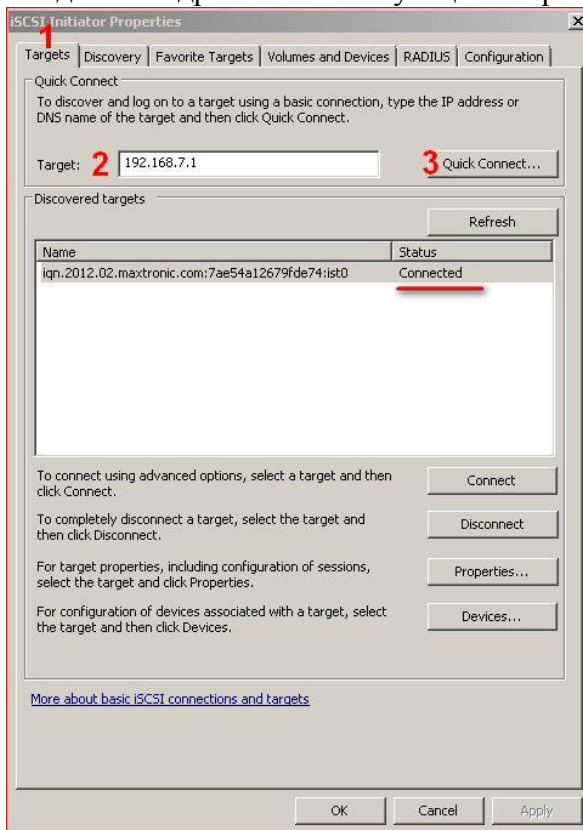 iSCSI Initiator Properties
1
Targets Discovery Favorite Targets Volumes and Devices RADIUS Configuration
Quick Connect
To discover and log on to a target using a basic connection, type the IP address or
DNS name of the target and then click Quick Connect.
Target: 2 192.168.7.1 3 Quick Connect...
Discovered targets
Refresh
Name Status
iqn.2012.02.maxtronic.com:7ae54a12679fde74:ist0 Connected
To connect using advanced options, select a target and then
click Connect.
Connect
To completely disconnect a target, select the target and
then click Disconnect.
Disconnect
For target properties, including configuration of sessions,
select the target and click Properties.
Properties...
For configuration of devices associated with a target, select
the target and then click Devices.
Devices...
More about basic iSCSI connections and targets
OK Cancel Apply